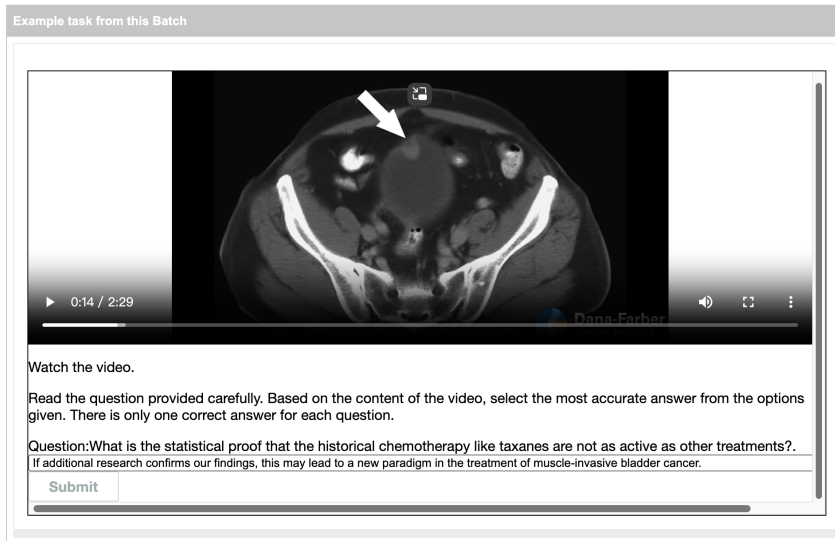 Example task from this Batch
0:14 / 2:29
Dana-Farber
Watch the video.
Read the question provided carefully. Based on the content of the video, select the most accurate answer from the options
given. There is only one correct answer for each question.
Question:What is the statistical proof that the historical chemotherapy like taxanes are not as active as other treatments?.
If additional research confirms our findings, this may lead to a new paradigm in the treatment of muscle-invasive bladder cancer.
Submit